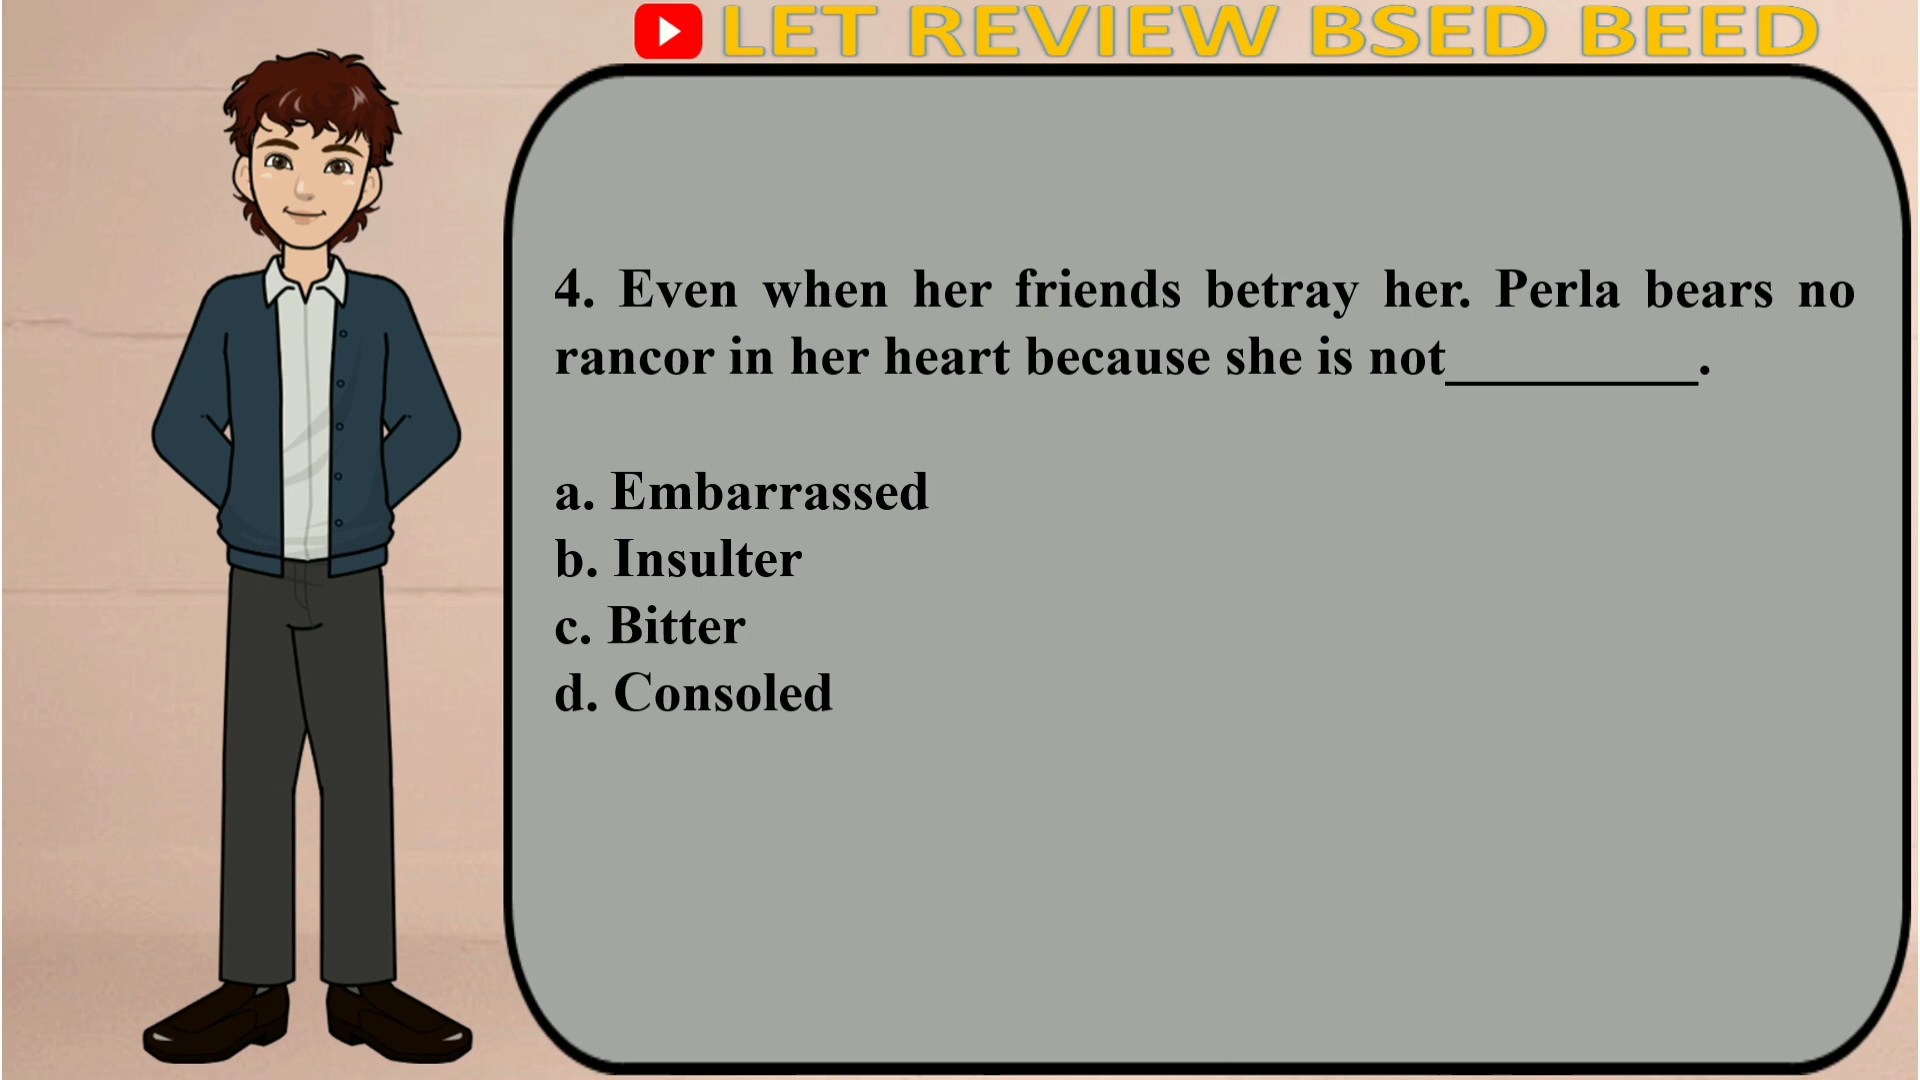 LET REVIEW BSED BEED
4. Even when her friends betray her. Perla bears no
rancor in her heart because she is not_________.
a. Embarrassed
b. Insulter
c. Bitter
d. Consoled